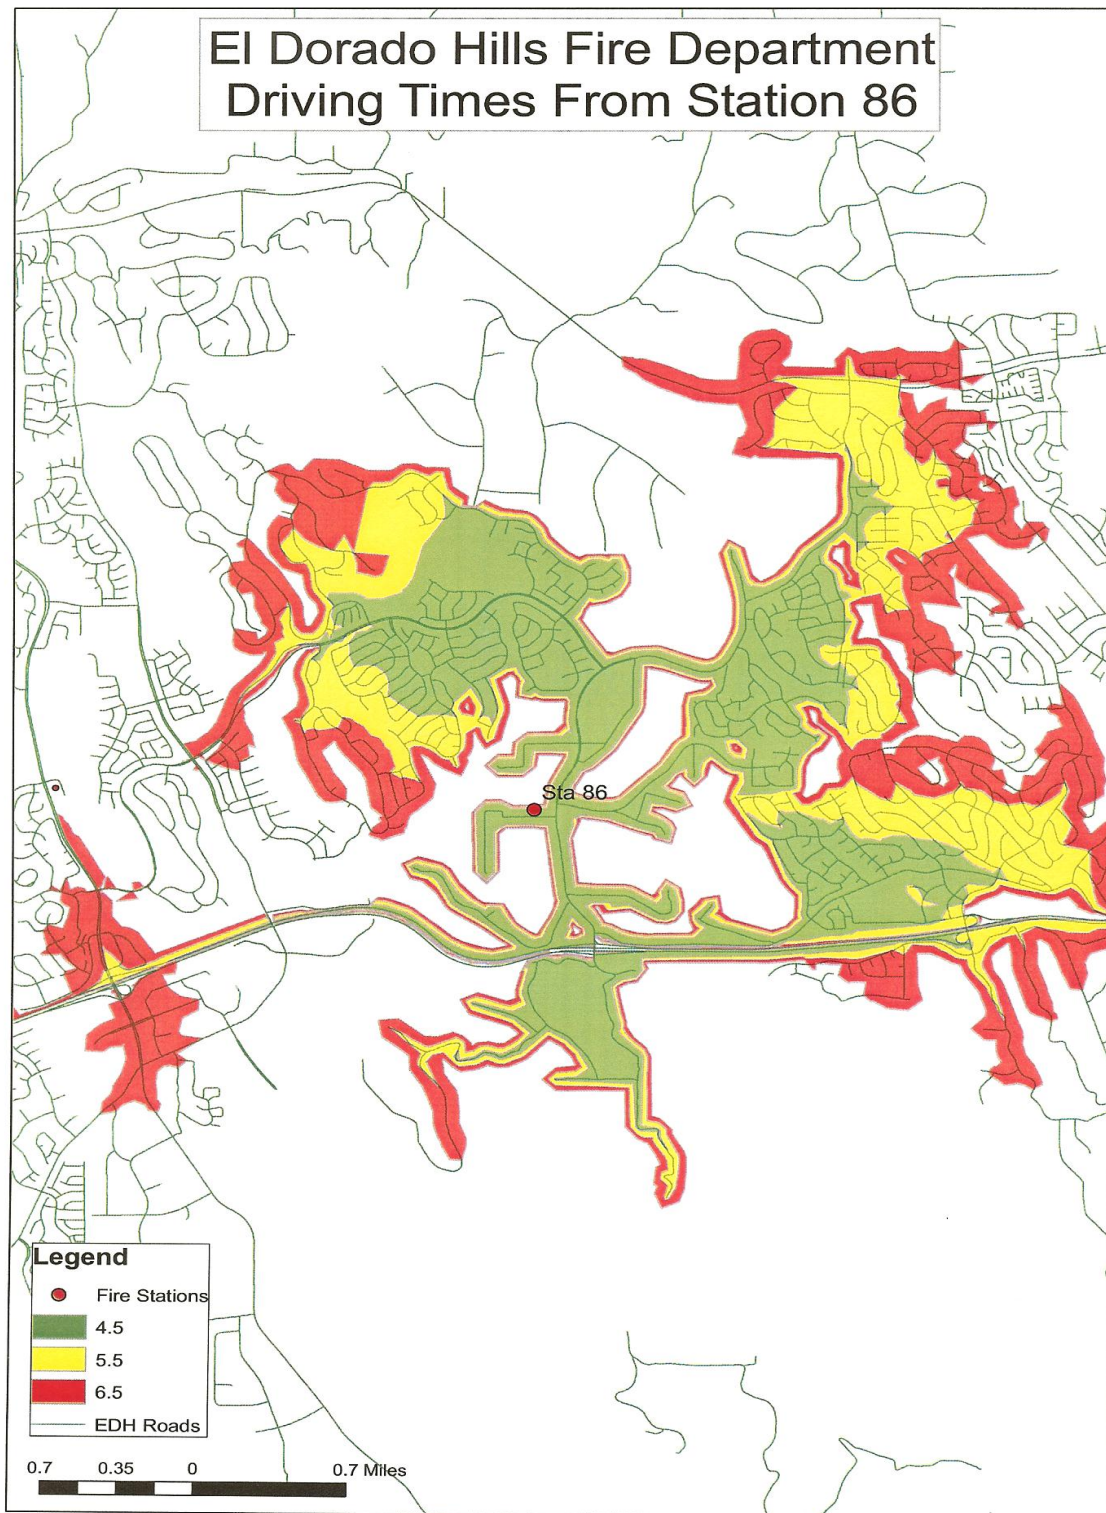 El Dorado Hills Fire Department
Driving Times From Station 86
Sta 86
Legend
Fire Stations
4.5
5.5
6.5
EDH Roads
0.7 0.35 0 0.7 Miles